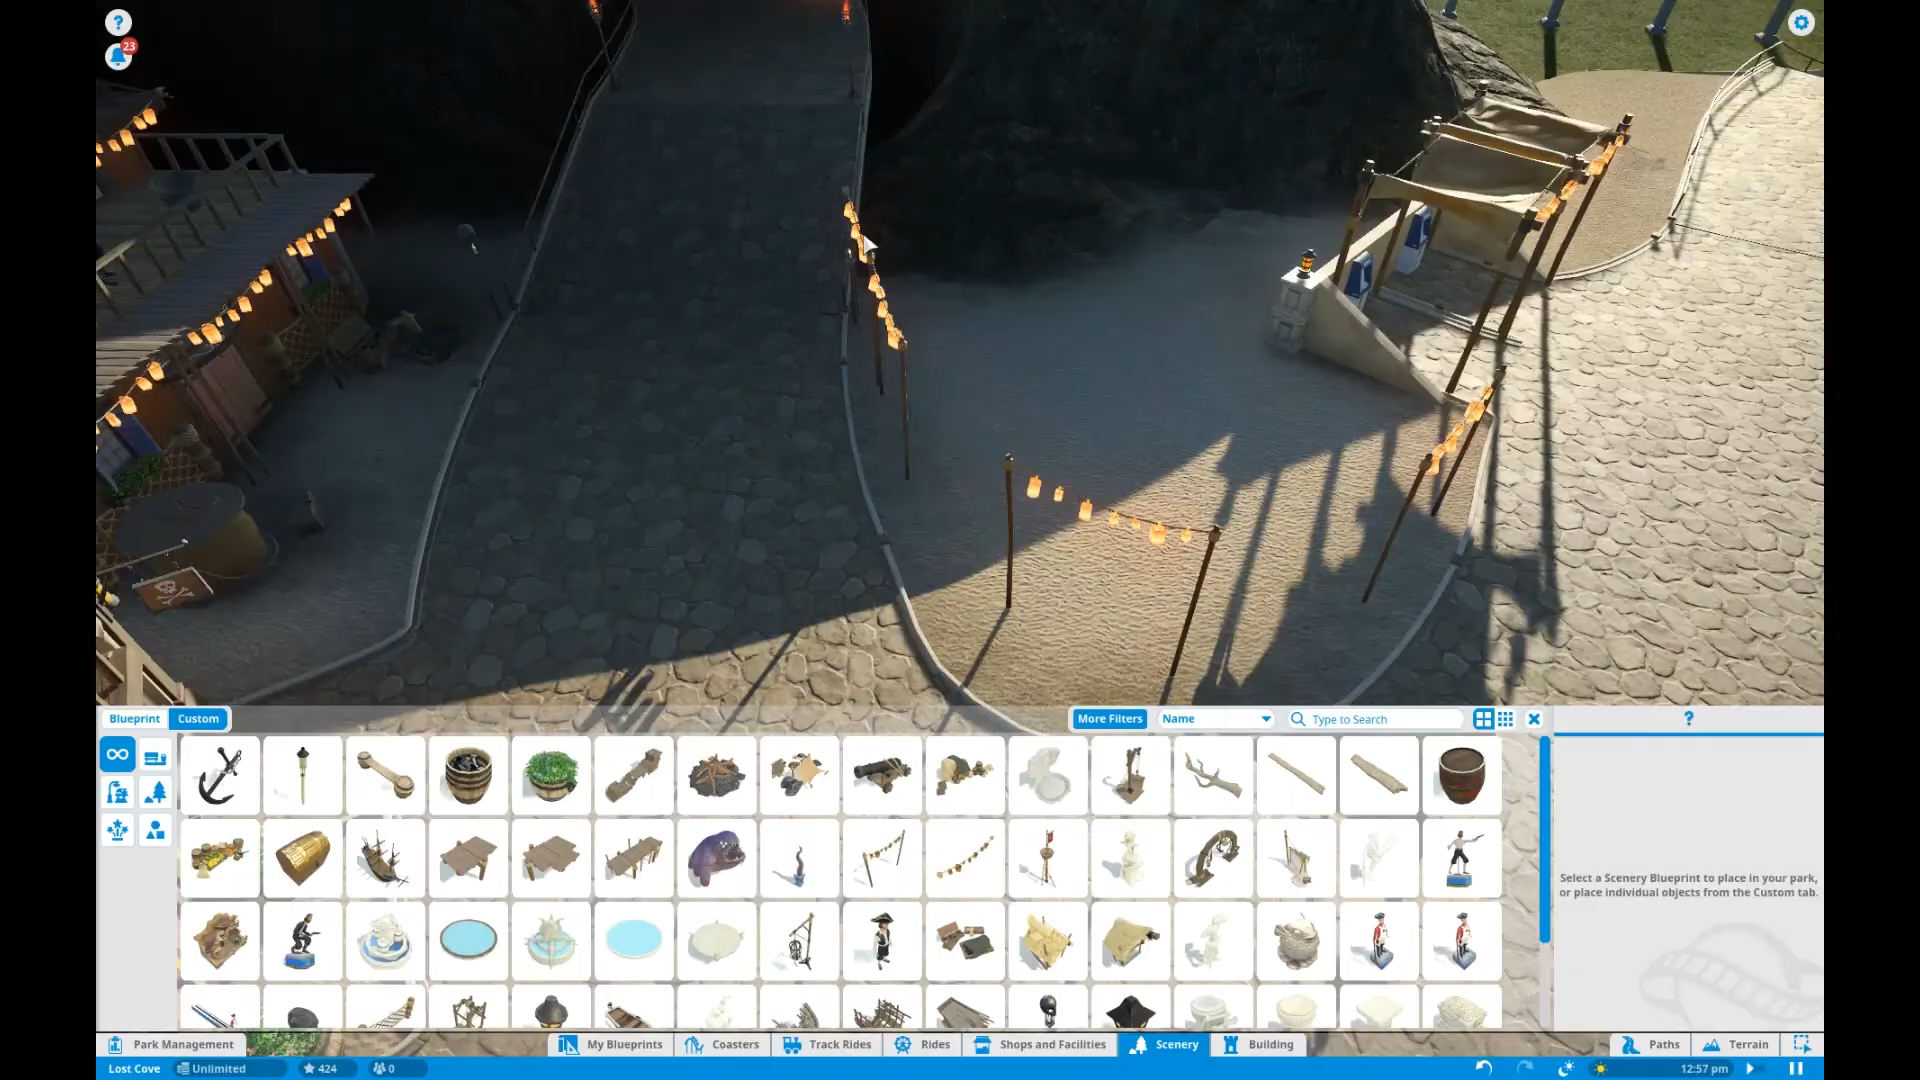 ?
23
Blueprint
Custom
More Filters
Name
Type to Search
?
Select a Scenery Blueprint to place in your park,
or place individual objects from the Custom tab.
Park Management
My Blueprints
Coasters
Track Rides
Rides
Shops and Facilities
Scenery
Building
Paths
Terrain
Lost Cove
Unlimited
424
0
12:57 pm